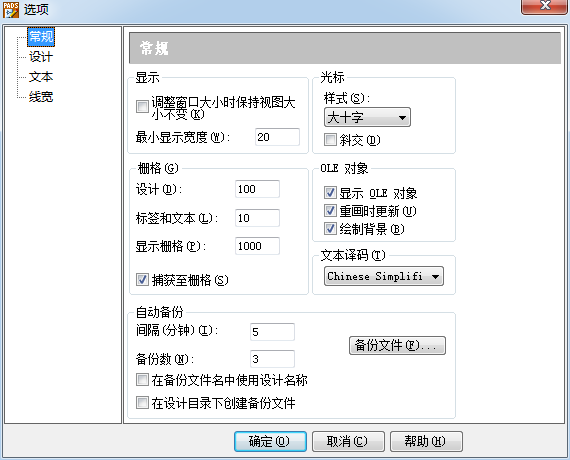 PADS 选项
常规
设计
文本
线宽
常规
显示
调整窗口大小时保持视图大
小不变(K)
最小显示宽度(W): 20
光标
样式(S):
大十字
斜交(D)
栅格(G)
设计(D): 100
标签和文本(L): 10
显示栅格(P): 1000
捕获至栅格(S)
OLE 对象
显示 OLE 对象
重画时更新(U)
绘制背景(B)
文本译码(T)
Chinese Simplifi
自动备份
间隔(分钟)(I): 5
备份数(N): 3
备份文件(F)...
在备份文件名中使用设计名称
在设计目录下创建备份文件
确定(O)
取消(C)
帮助(H)